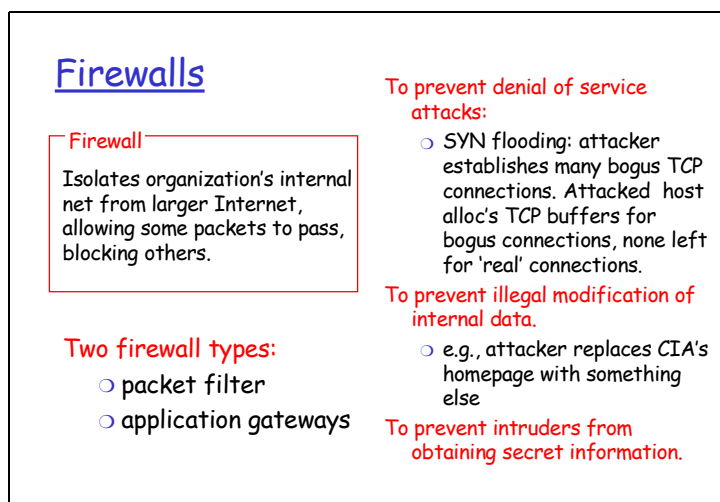 Firewalls
Firewall
Isolates organization's internal
net from larger Internet,
allowing some packets to pass,
blocking others.
Two firewall types:
❍ packet filter
❍ application gateways
To prevent denial of service
attacks:
❍ SYN flooding: attacker
establishes many bogus TCP
connections. Attacked host
alloc's TCP buffers for
bogus connections, none left
for 'real' connections.
To prevent illegal modification of
internal data.
❍ e.g., attacker replaces CIA's
homepage with something
else
To prevent intruders from
obtaining secret information.